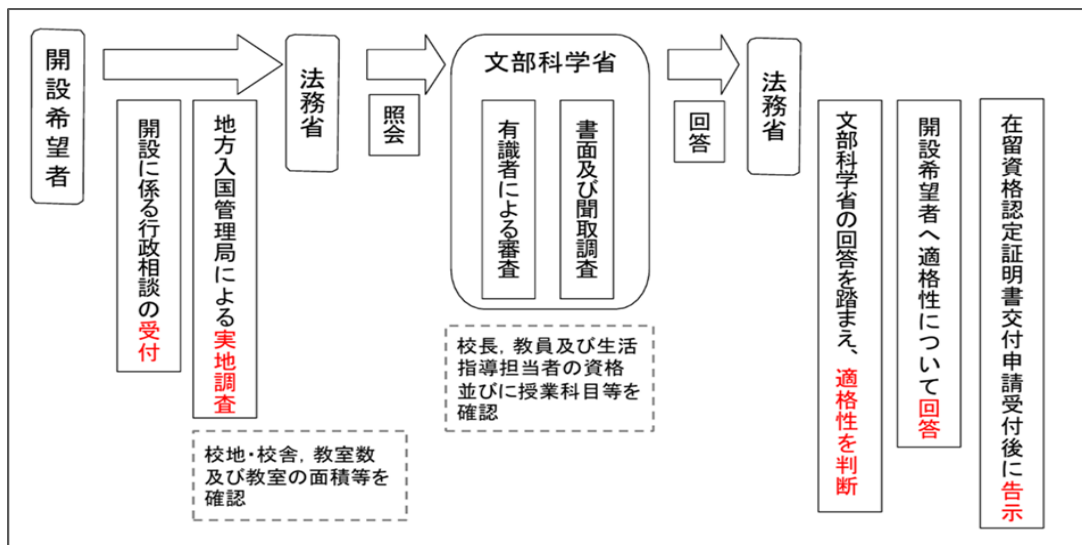 開設希望者
開設に係る行政相談の受付
地方入国管理局による実地調査
校地・校舎，教室数
及び教室の面積等を
確認
法務省
照会
文部科学省
有識者による審査
書面及び聞取調査
校長，教員及び生活
指導担当者の資格
並びに授業科目等を
確認
回答
法務省
文部科学省の回答を踏まえ、適格性を判断
開設希望者へ適格性について回答
在留資格認定証明書交付申請受付後に告示